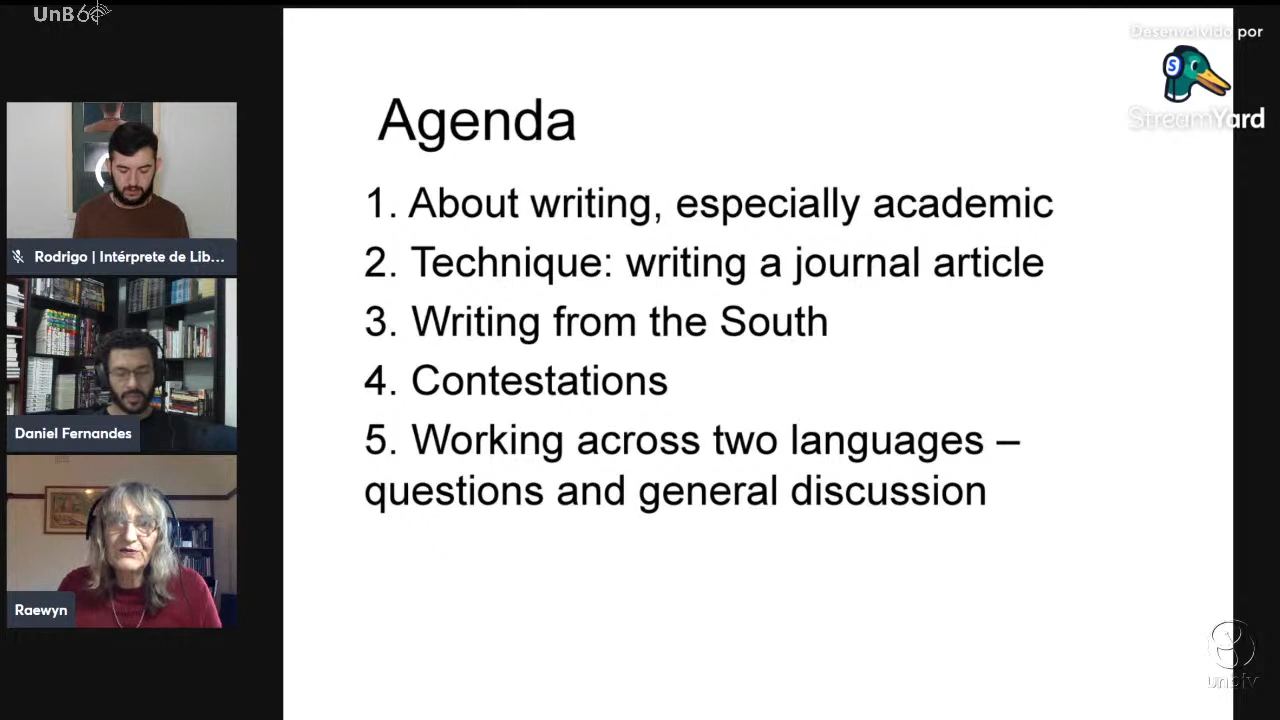 UnB60
Desenvolvido por
StreamYard
Agenda
1. About writing, especially academic
2. Technique: writing a journal article
3. Writing from the South
4. Contestations
5. Working across two languages –
questions and general discussion
Rodrigo | Intérprete de Lib...
Daniel Fernandes
Raewyn
unbtv